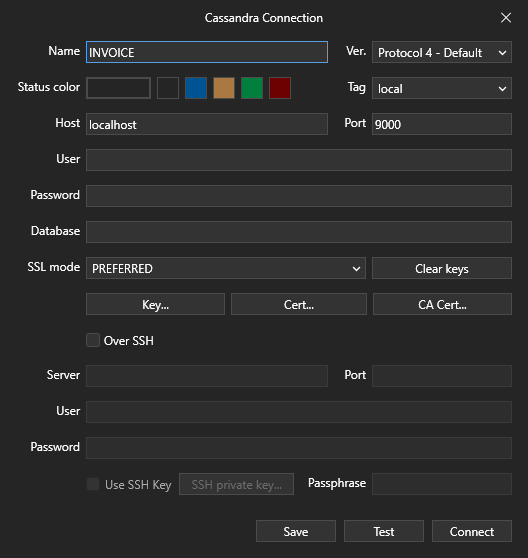 Cassandra Connection
Name INVOICE Ver. Protocol 4 - Default
Status color Tag local
Host localhost Port 9000
User
Password
Database
SSL mode PREFERRED Clear keys
Key... Cert... CA Cert...
Over SSH
Server Port
User
Password
Use SSH Key SSH private key... Passphrase
Save Test Connect